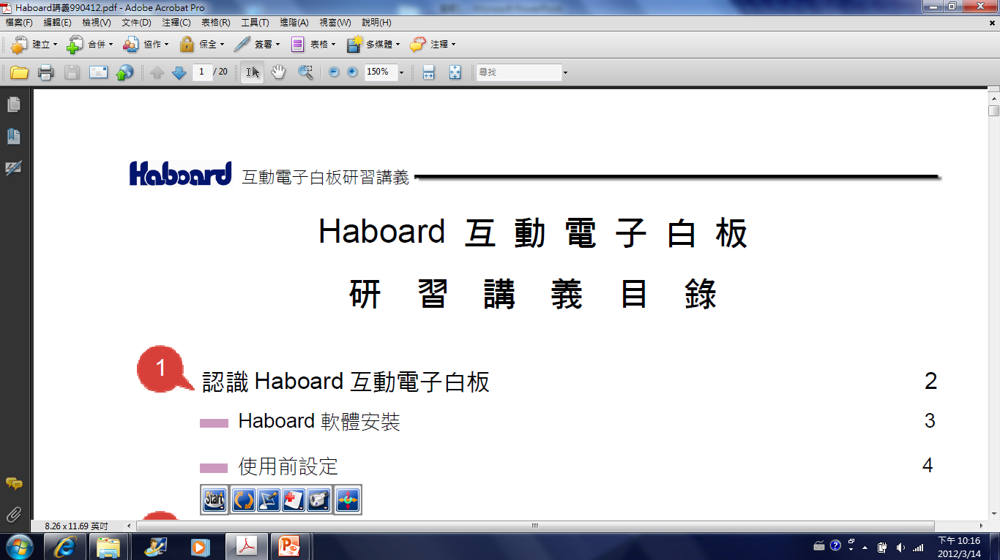 Haboard講義990412.pdf - Adobe Acrobat Pro
檔案(F) 編輯(E) 檢視(V) 文件(D) 注釋(C) 表格(R) 工具(T) 進階(A) 視窗(W) 說明(H)
建立 合併 協作 保全 簽署 表格 多媒體 注釋
1 / 20 150% 尋找
Haboard 互動電子白板研習講義
Haboard 互動電子白板
研習講義目錄
1
認識 Haboard 互動電子白板 2
Haboard 軟體安裝 3
使用前設定 4
Start
8.26 x 11.69 英吋
下午 10:16
2012/3/14